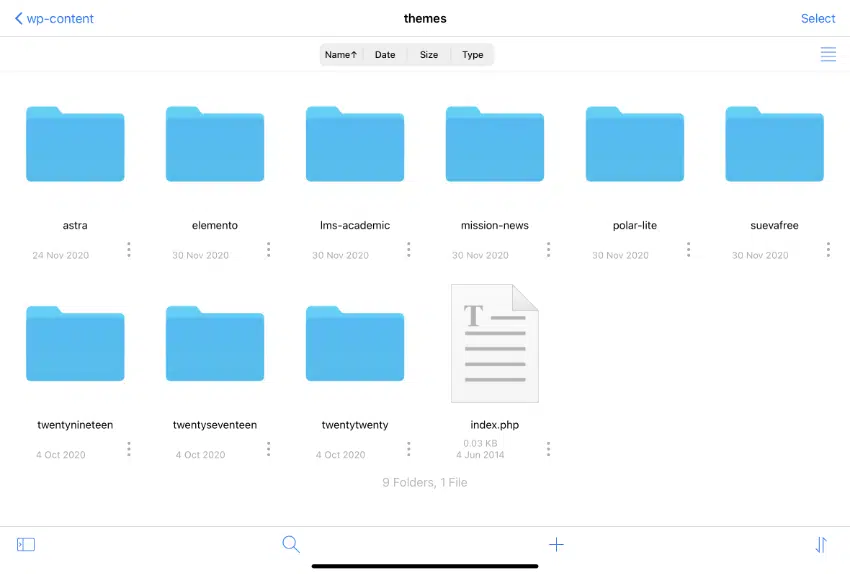 wp-content
themes
Select
Name↑ Date Size Type
astra elemento lms-academic mission-news polar-lite suevafree
24 Nov 2020 30 Nov 2020 30 Nov 2020 30 Nov 2020 30 Nov 2020 30 Nov 2020
T
twentynineteen twentyseventeen twentytwenty index.php
0.03 KB
4 Oct 2020 4 Oct 2020 4 Oct 2020 4 Jun 2014
9 Folders, 1 File